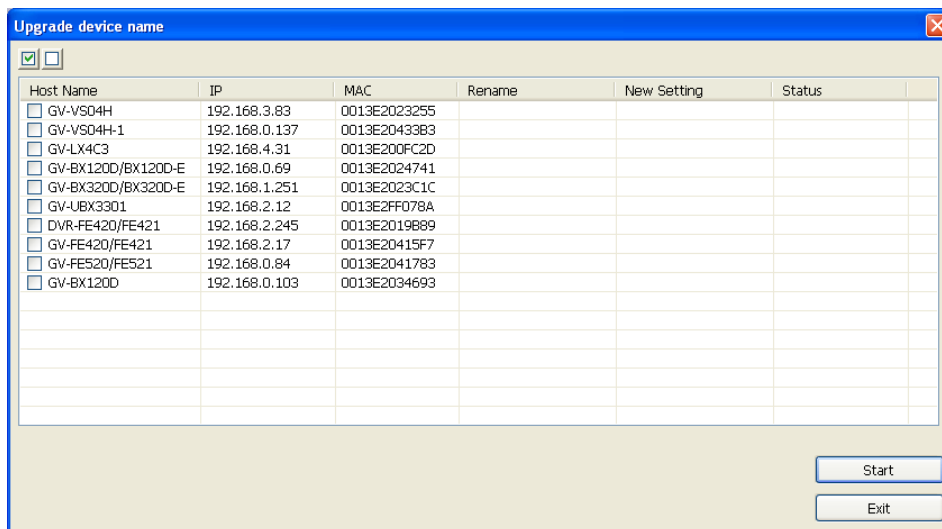 Upgrade device name
Host Name IP MAC Rename New Setting Status
GV-VS04H 192.168.3.83 0013E2023255
GV-VS04H-1 192.168.0.137 0013E20433B3
GV-LX4C3 192.168.4.31 0013E200FC2D
GV-BX120D/BX120D-E 192.168.0.69 0013E2024741
GV-BX320D/BX320D-E 192.168.1.251 0013E2023C1C
GV-UBX3301 192.168.2.12 0013E2FF078A
DVR-FE420/FE421 192.168.2.245 0013E2019B89
GV-FE420/FE421 192.168.2.17 0013E20415F7
GV-FE520/FE521 192.168.0.84 0013E2041783
GV-BX120D 192.168.0.103 0013E2034693
Start
Exit